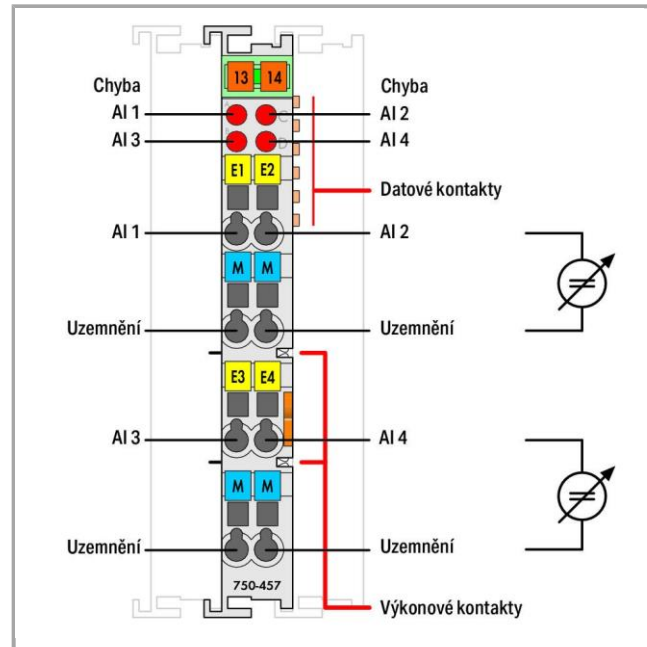 13 14
Chyba Chyba
AI 1 A C AI 2
AI 3 D AI 4
E1 E2
Datové kontakty
AI 1 AI 2
M M
Uzemnění Uzemnění
E3 E4
AI 3 AI 4
M M
Uzemnění Uzemnění
750-457
Výkonové kontakty